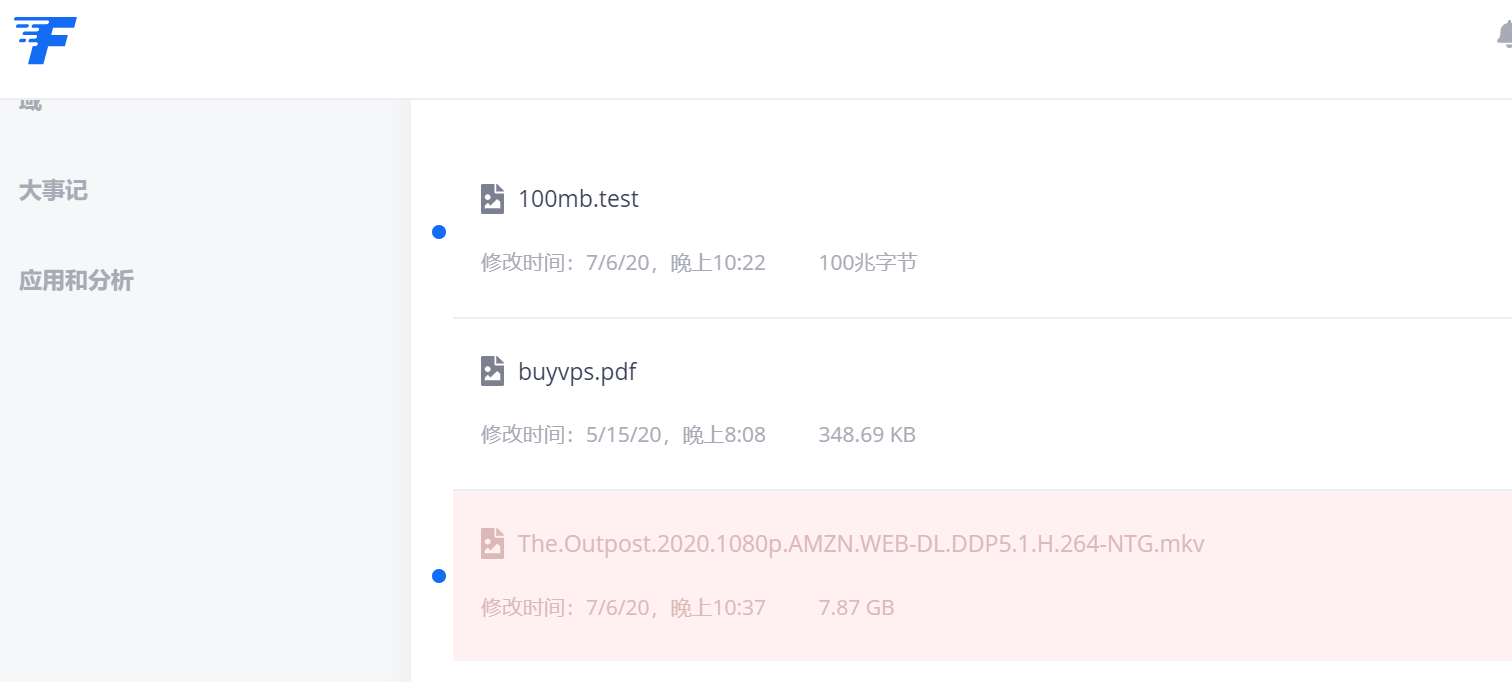 域
大事记
应用和分析
100mb.test
修改时间：7/6/20，晚上10:22 100兆字节
buyvps.pdf
修改时间：5/15/20，晚上8:08 348.69 KB
The.Outpost.2020.1080p.AMZN.WEB-DL.DDP5.1.H.264-NTG.mkv
修改时间：7/6/20，晚上10:37 7.87 GB